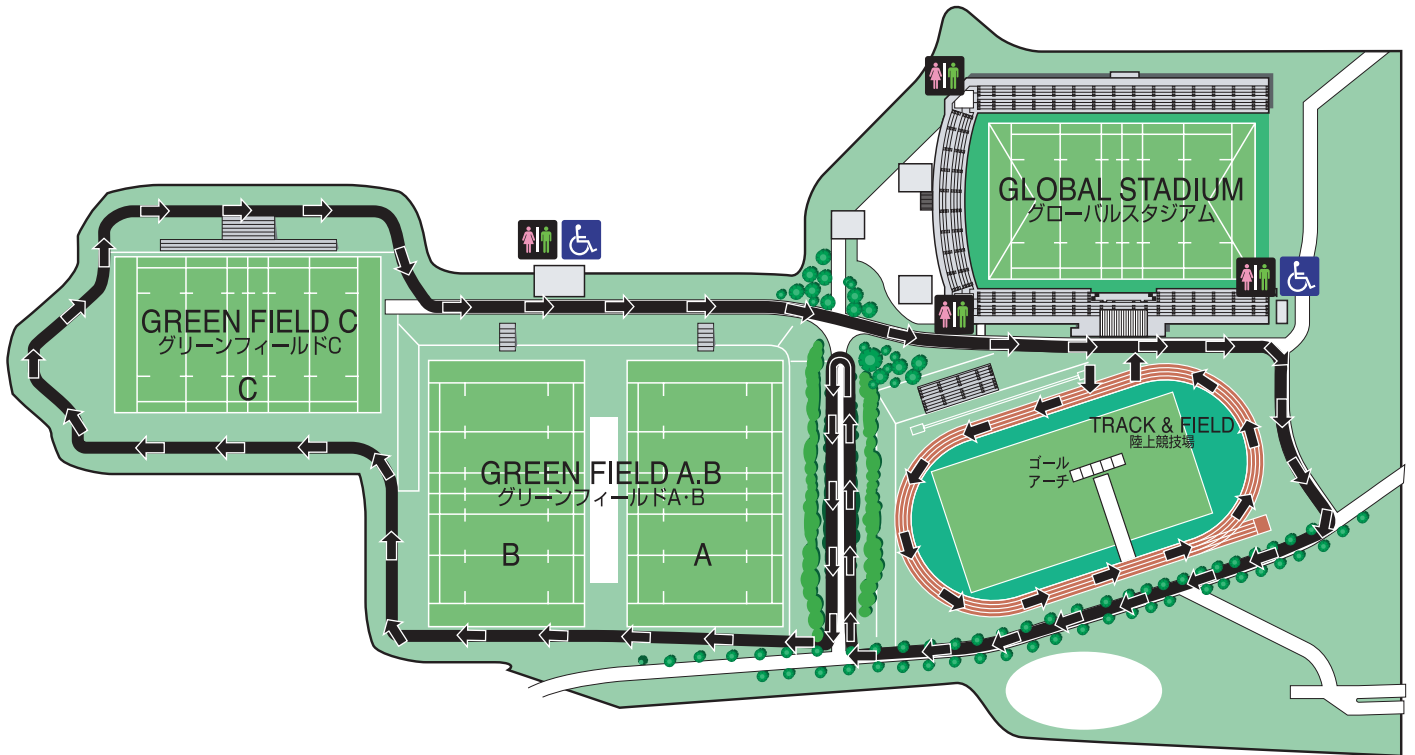 GLOBAL STADIUM
グローバルスタジアム
GREEN FIELD C
グリーンフィールドC
C
GREEN FIELD A.B
グリーンフィールドA・B
B
A
TRACK & FIELD
陸上競技場
ゴール
アーチ